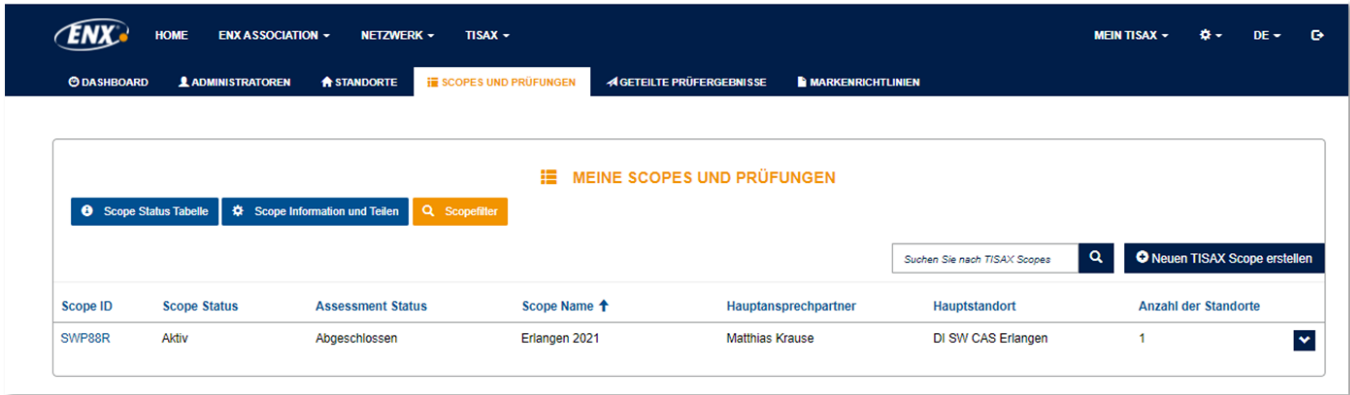 ENX HOME ENX ASSOCIATION NETZWERK TISAX MEIN TISAX DE
DASHBOARD ADMINISTRATOREN STANDORTE SCOPES UND PRÜFUNGEN GETEILTE PRÜFERGEBNISSE MARKENRICHTLINIEN
MEINE SCOPES UND PRÜFUNGEN
Scope Status Tabelle Scope Information und Teilen Scopefilter
Suchen Sie nach TISAX Scopes Neuen TISAX Scope erstellen
Scope ID Scope Status Assessment Status Scope Name Hauptansprechpartner Hauptstandort Anzahl der Standorte
SWP88R Aktiv Abgeschlossen Erlangen 2021 Matthias Krause DI SW CAS Erlangen 1